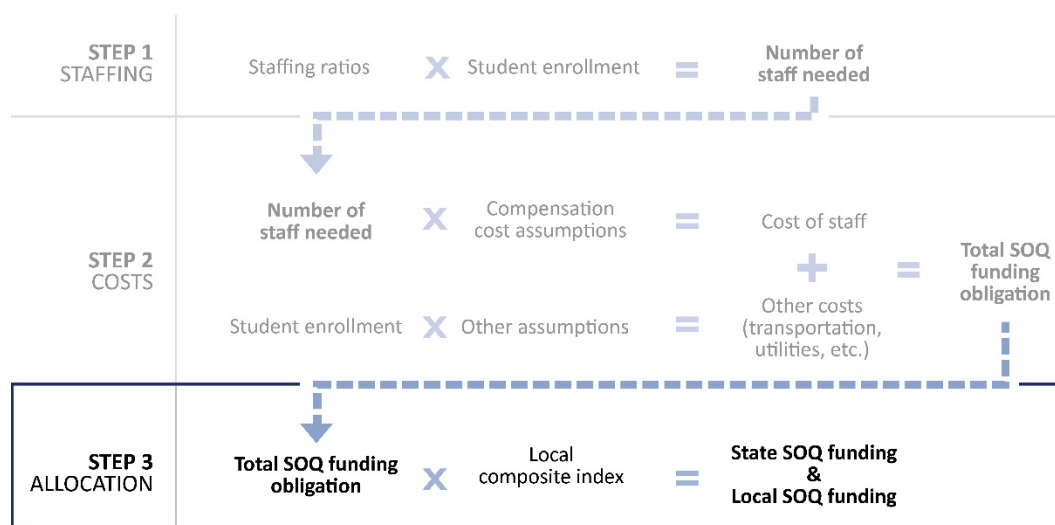 STEP 1
STAFFING
Staffing ratios X Student enrollment = Number of
staff needed
STEP 2
COSTS
Number of
staff needed X Compensation
cost assumptions = Cost of staff
+ = Total SOQ
funding
obligation
Student enrollment X Other assumptions = Other costs
(transportation,
utilities, etc.)
STEP 3
ALLOCATION
Total SOQ funding
obligation X Local
composite index = State SOQ funding
&
Local SOQ funding